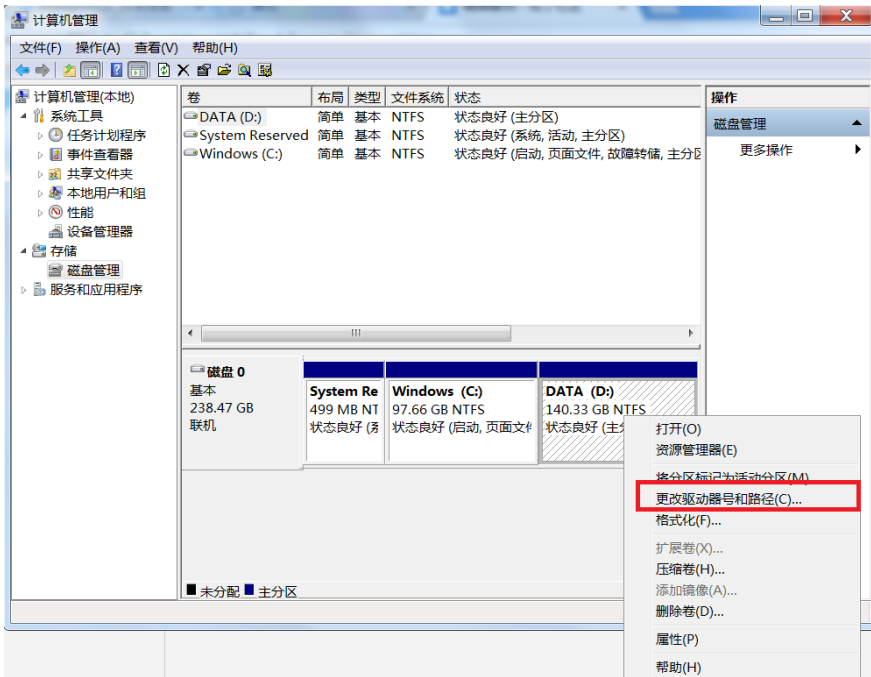 计算机管理
文件(F) 操作(A) 查看(V) 帮助(H)
计算机管理(本地)
系统工具
任务计划程序
事件查看器
共享文件夹
本地用户和组
性能
设备管理器
存储
磁盘管理
服务和应用程序
卷 布局 类型 文件系统 状态
DATA (D:) 简单 基本 NTFS 状态良好 (主分区)
System Reserved 简单 基本 NTFS 状态良好 (系统, 活动, 主分区)
Windows (C:) 简单 基本 NTFS 状态良好 (启动, 页面文件, 故障转储, 主分区
操作
磁盘管理
更多操作
磁盘 0
基本
238.47 GB
联机
System Re
499 MB NT
状态良好 (系
Windows (C:)
97.66 GB NTFS
状态良好 (启动, 页面文件
DATA (D:)
140.33 GB NTFS
状态良好 (主分
未分配 主分区
打开(O)
资源管理器(E)
将分区标记为活动分区(M)
更改驱动器号和路径(C)...
格式化(F)...
扩展卷(X)...
压缩卷(H)...
添加镜像(A)...
删除卷(D)...
属性(P)
帮助(H)